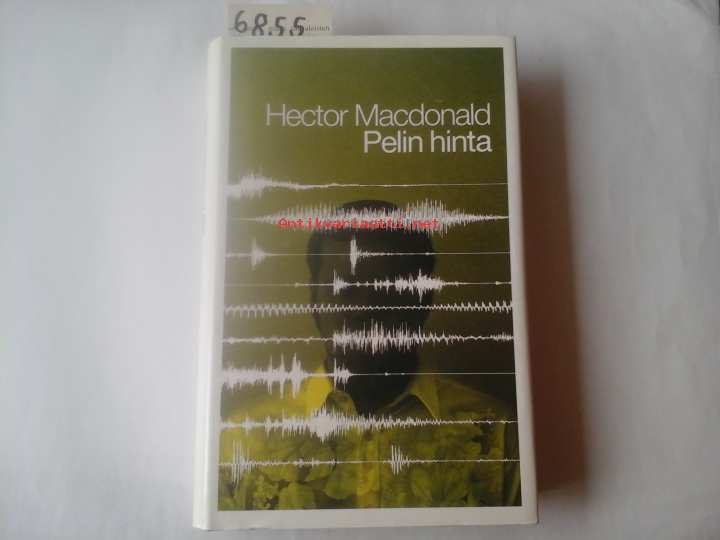 6855
Hector Macdonald
Pelin hinta
Antikvariaatti.net